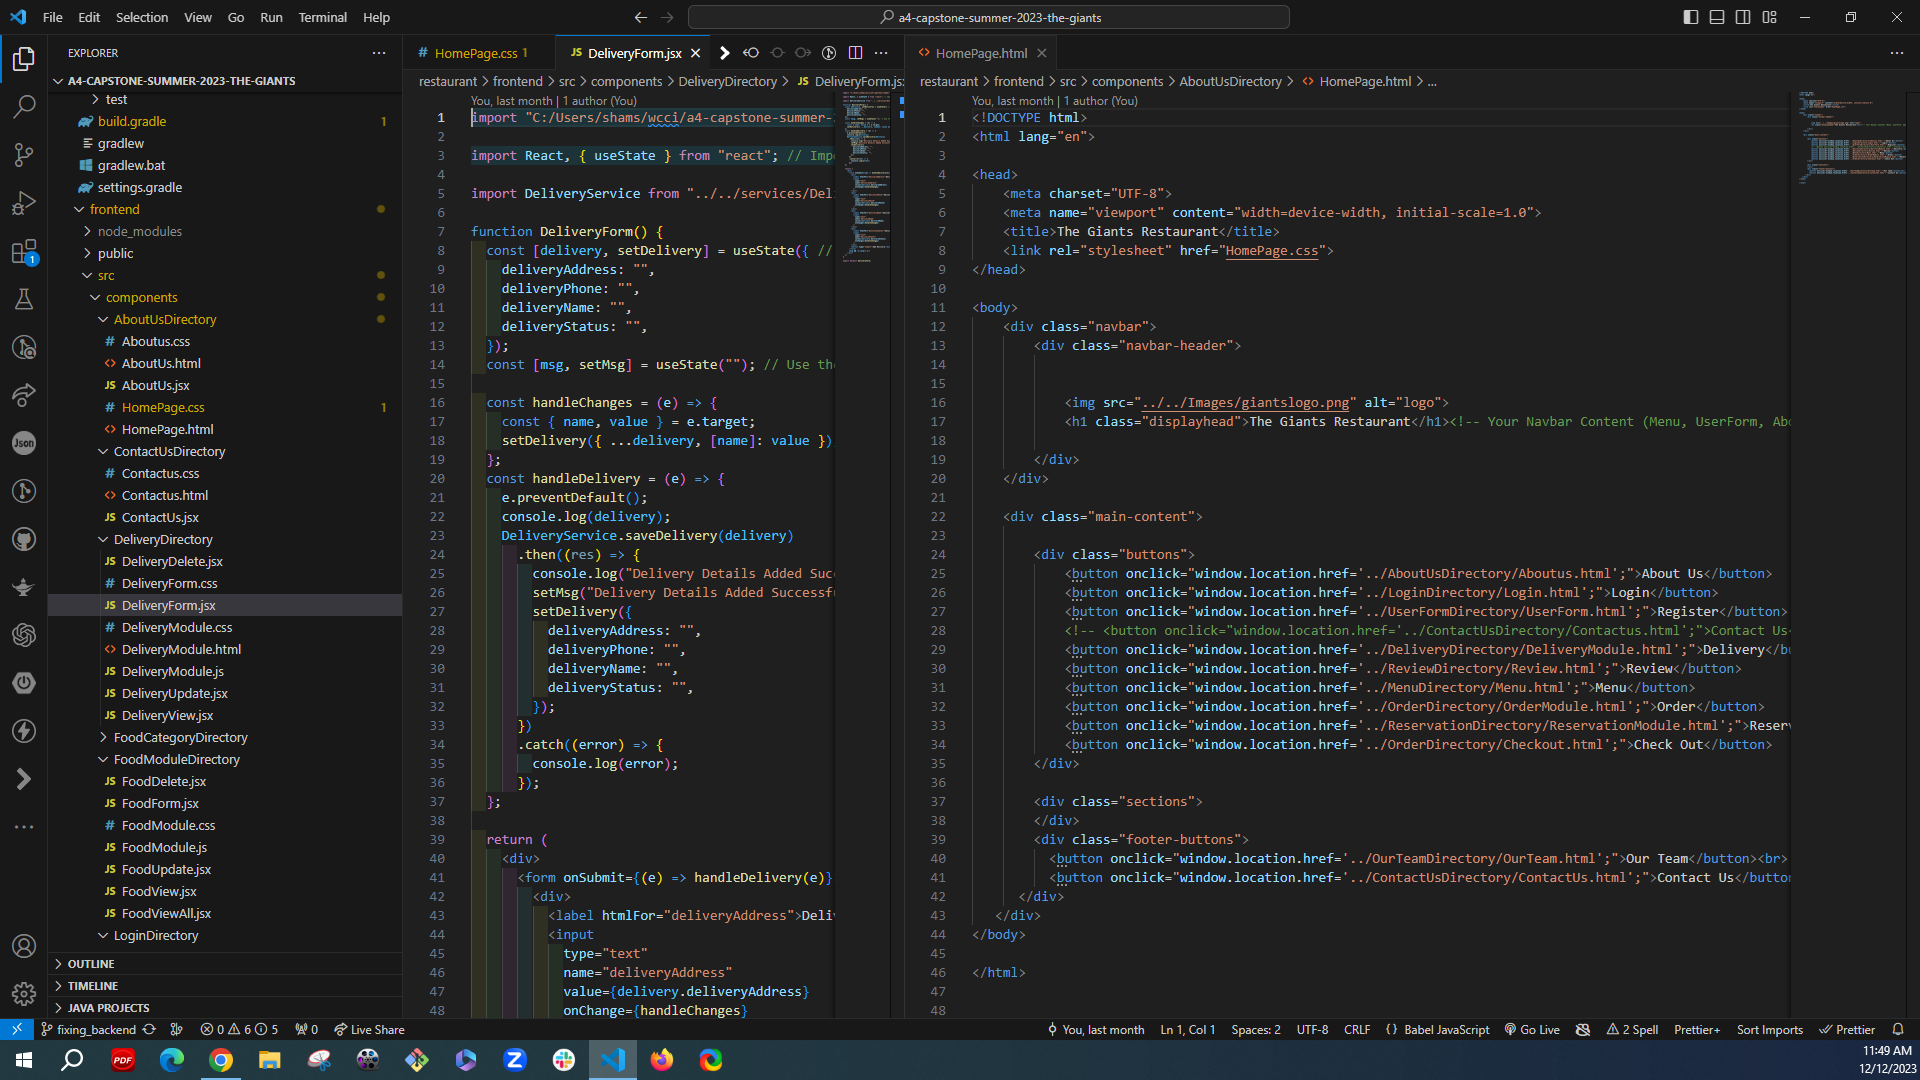 File Edit Selection View Go Run Terminal Help
a4-capstone-summer-2023-the-giants
EXPLORER
A4-CAPSTONE-SUMMER-2023-THE-GIANTS
test
build.gradle 1
gradlew
gradlew.bat
settings.gradle
frontend
node_modules
public
src
components
AboutUsDirectory
# Aboutus.css
<> AboutUs.html
JS AboutUs.jsx
# HomePage.css 1
<> HomePage.html
ContactUsDirectory
# Contactus.css
<> Contactus.html
JS ContactUs.jsx
DeliveryDirectory
JS DeliveryDelete.jsx
# DeliveryForm.css
JS DeliveryForm.jsx
# DeliveryModule.css
<> DeliveryModule.html
JS DeliveryModule.js
JS DeliveryUpdate.jsx
JS DeliveryView.jsx
FoodCategoryDirectory
FoodModuleDirectory
JS FoodDelete.jsx
JS FoodForm.jsx
# FoodModule.css
JS FoodModule.js
JS FoodUpdate.jsx
JS FoodView.jsx
JS FoodViewAll.jsx
LoginDirectory
OUTLINE
TIMELINE
JAVA PROJECTS
1
Json
# HomePage.css 1
JS DeliveryForm.jsx
restaurant > frontend > src > components > DeliveryDirectory > JS DeliveryForm.jsx
You, last month | 1 author (You)
1 import "C:/Users/shams/wcci/a4-capstone-summer-
2
3 import React, { useState } from "react"; // Imp
4
5 import DeliveryService from "../../services/Del
6
7 function DeliveryForm() {
8 const [delivery, setDelivery] = useState({ //
9 deliveryAddress: "",
10 deliveryPhone: "",
11 deliveryName: "",
12 deliveryStatus: "",
13 });
14 const [msg, setMsg] = useState(""); // Use th
15
16 const handleChanges = (e) => {
17 const { name, value } = e.target;
18 setDelivery({ ...delivery, [name]: value })
19 };
20 const handleDelivery = (e) => {
21 e.preventDefault();
22 console.log(delivery);
23 DeliveryService.saveDelivery(delivery)
24 .then((res) => {
25 console.log("Delivery Details Added Suc
26 setMsg("Delivery Details Added Successf
27 setDelivery({
28 deliveryAddress: "",
29 deliveryPhone: "",
30 deliveryName: "",
31 deliveryStatus: "",
32 });
33 })
34 .catch((error) => {
35 console.log(error);
36 });
37 };
38
39 return (
40 <div>
41 <form onSubmit={(e) => handleDelivery(e)}
42 <div>
43 <label htmlFor="deliveryAddress">Deli
44 <input
45 type="text"
46 name="deliveryAddress"
47 value={delivery.deliveryAddress}
48 onChange={handleChanges}
<> HomePage.html
restaurant > frontend > src > components > AboutUsDirectory > <> HomePage.html > ...
You, last month | 1 author (You)
1 <!DOCTYPE html>
2 <html lang="en">
3
4 <head>
5 <meta charset="UTF-8">
6 <meta name="viewport" content="width=device-width, initial-scale=1.0">
7 <title>The Giants Restaurant</title>
8 <link rel="stylesheet" href="HomePage.css">
9 </head>
10
11 <body>
12 <div class="navbar">
13 <div class="navbar-header">
14
15
16 <img src="../../Images/giantslogo.png" alt="logo">
17 <h1 class="displayhead">The Giants Restaurant</h1><!-- Your Navbar Content (Menu, UserForm, Abo
18
19 </div>
20 </div>
21
22 <div class="main-content">
23
24 <div class="buttons">
25 <button onclick="window.location.href='../AboutUsDirectory/Aboutus.html';">About Us</button>
26 <button onclick="window.location.href='../LoginDirectory/Login.html';">Login</button>
27 <button onclick="window.location.href='../UserFormDirectory/UserForm.html';">Register</button>
28 <!-- <button onclick="window.location.href='../ContactUsDirectory/Contactus.html';">Contact Us<
29 <button onclick="window.location.href='../DeliveryDirectory/DeliveryModule.html';">Delivery</bu
30 <button onclick="window.location.href='../ReviewDirectory/Review.html';">Review</button>
31 <button onclick="window.location.href='../MenuDirectory/Menu.html';">Menu</button>
32 <button onclick="window.location.href='../OrderDirectory/OrderModule.html';">Order</button>
33 <button onclick="window.location.href='../ReservationDirectory/ReservationModule.html';">Reserv
34 <button onclick="window.location.href='../OrderDirectory/Checkout.html';">Check Out</button>
35 </div>
36
37 <div class="sections">
38 </div>
39 <div class="footer-buttons">
40 <button onclick="window.location.href='../OurTeamDirectory/OurTeam.html';">Our Team</button><br>
41 <button onclick="window.location.href='../ContactUsDirectory/ContactUs.html';">Contact Us</button
42 </div>
43 </div>
44 </body>
45
46 </html>
47
48
fixing_backend 0 6 5 0 Live Share You, last month Ln 1, Col 1 Spaces: 2 UTF-8 CRLF {} Babel JavaScript Go Live 2 Spell Prettier+ Sort Imports Prettier
PDF
11:49 AM
12/12/2023